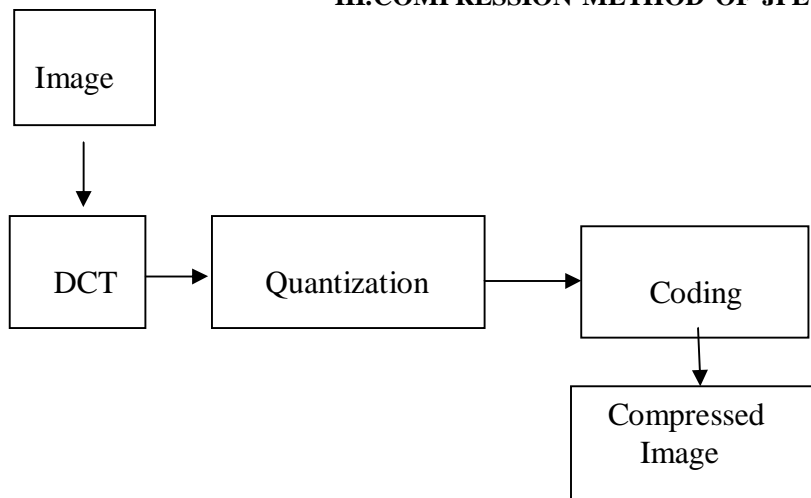 III.COMPRESSION METHOD OF JPE
Image
DCT
Quantization
Coding
Compressed
Image